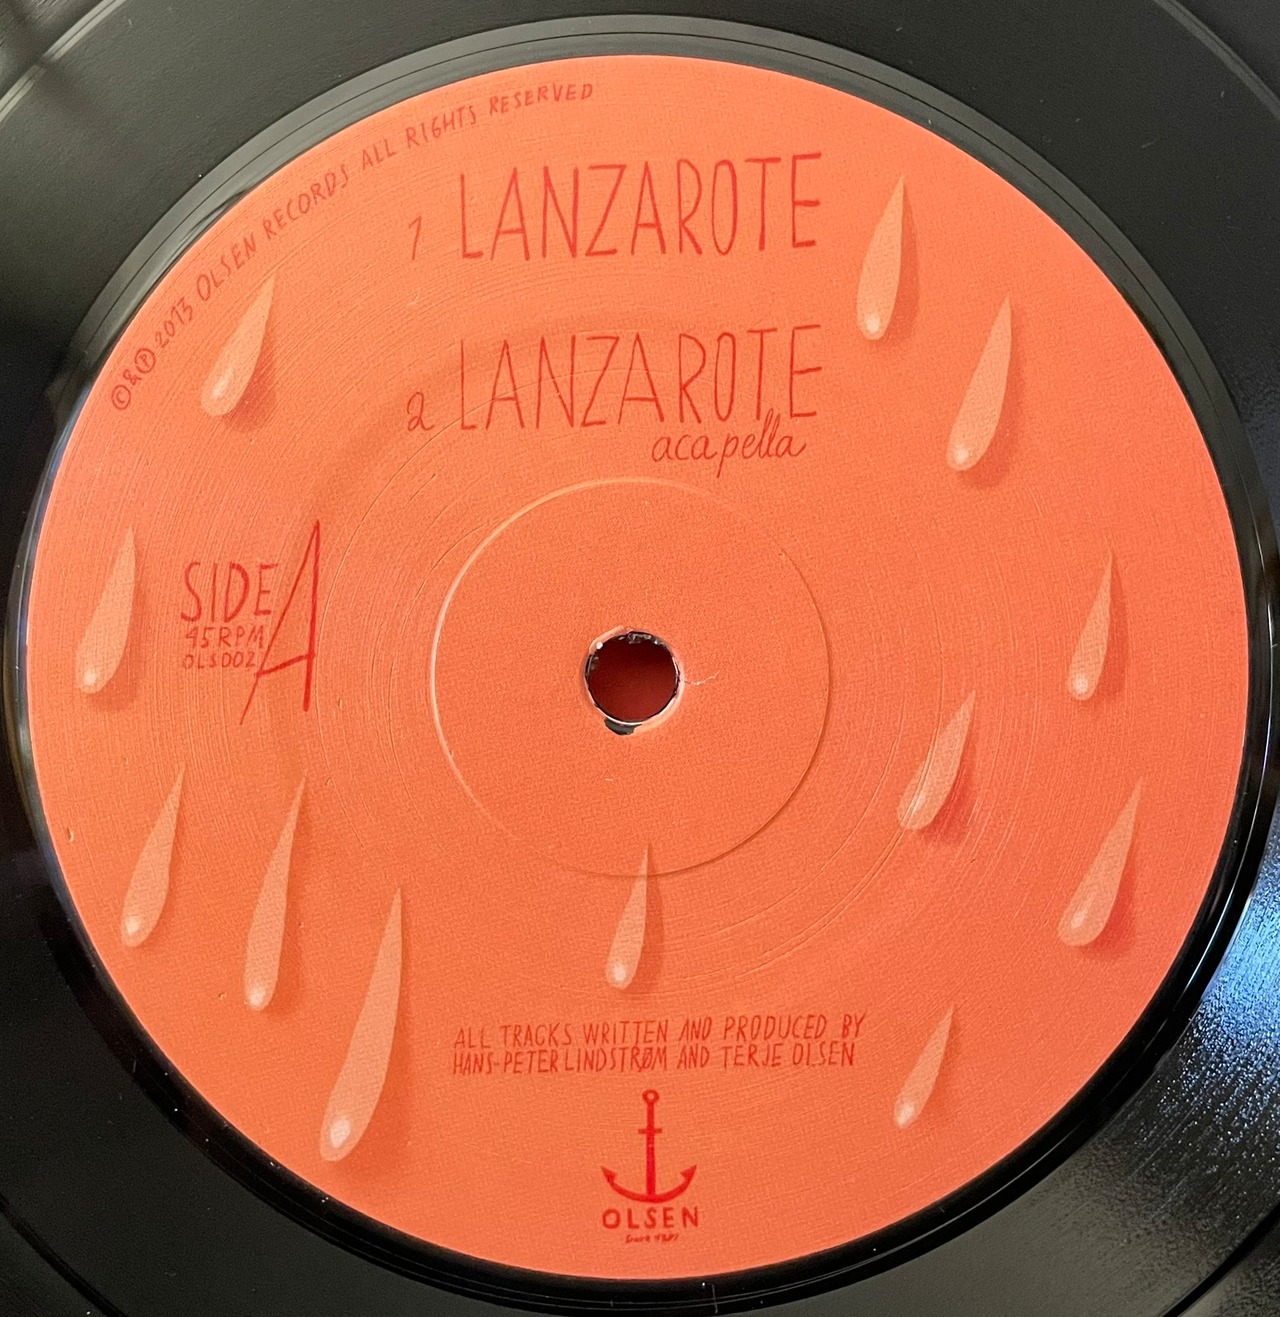 ©&℗ 2013 OLSEN RECORDS ALL RIGHTS RESERVED
1 LANZAROTE
2 LANZAROTE
acapella
SIDE A
45RPM
OLS002
ALL TRACKS WRITTEN AND PRODUCED BY
HANS-PETER LINDSTRØM AND TERJE OLSEN
OLSEN